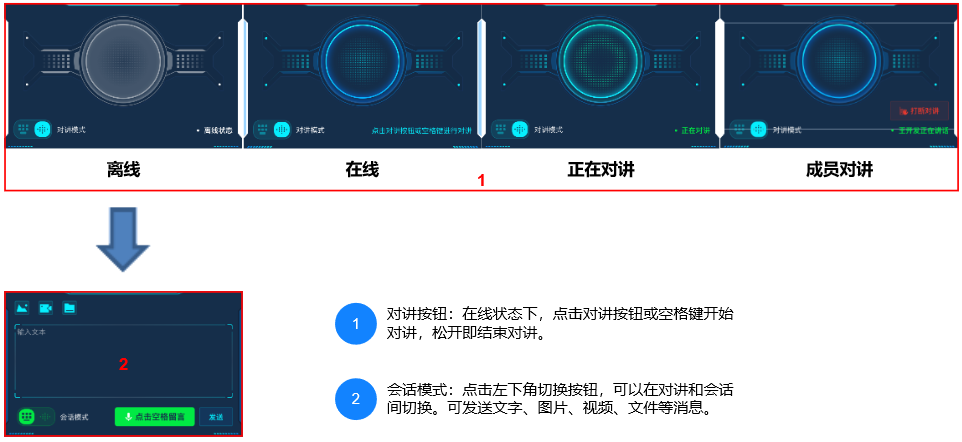 打断对讲
对讲模式
离线状态
对讲模式
点击对讲按钮或空格键进行对讲
对讲模式
正在对讲
对讲模式
正在讲话
离线
在线
正在对讲
成员对讲
1
输入文本
2
会话模式
点击空格留言
发送
1
对讲按钮：在线状态下，点击对讲按钮或空格键开始
对讲，松开即结束对讲。
2
会话模式：点击左下角切换按钮，可以在对讲和会话
间切换。可发送文字、图片、视频、文件等消息。